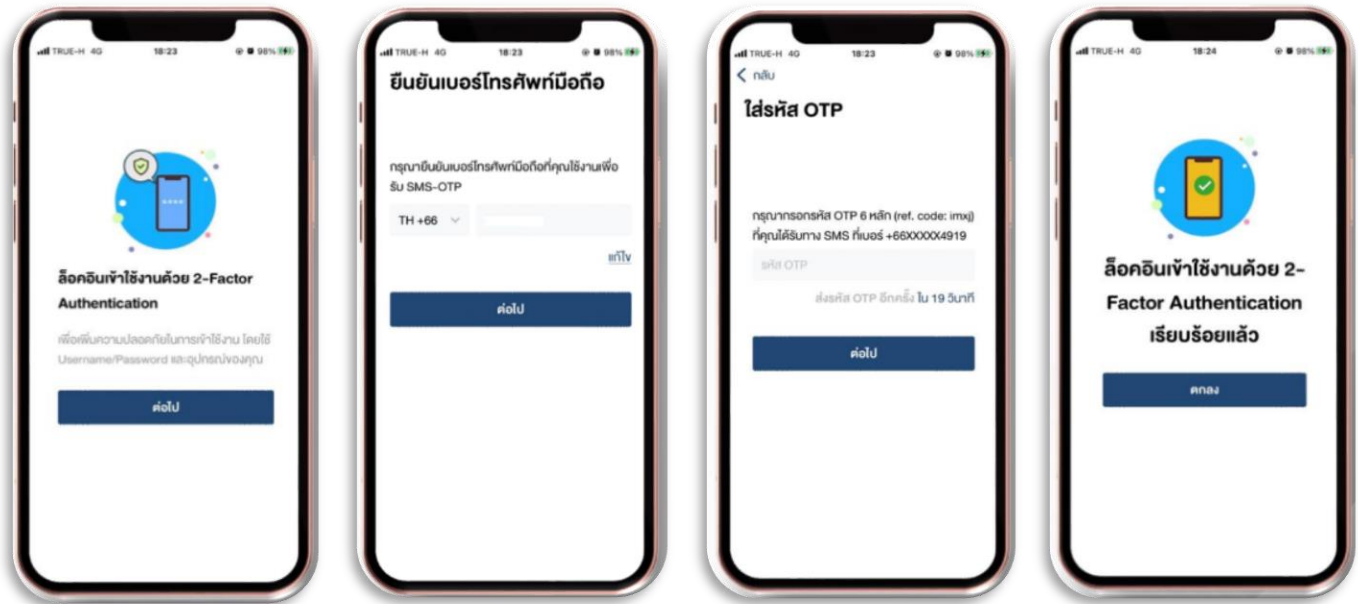 TRUE-H 4G 18:23 98%
ล็อคอินเข้าใช้งานด้วย 2-Factor
Authentication
เพื่อเพิ่มความปลอดภัยในการเข้าใช้งาน โดยใช้
Username/Password และอุปกรณ์ของคุณ
ต่อไป
TRUE-H 4G 18:23 98%
ยืนยันเบอร์โทรศัพท์มือถือ
กรุณายืนยันเบอร์โทรศัพท์มือถือที่คุณใช้งานเพื่อ
รับ SMS-OTP
TH +66
แก้ไข
ต่อไป
TRUE-H 4G 18:23 98%
กลับ
ใส่รหัส OTP
กรุณากรอกรหัส OTP 6 หลัก (ref. code: imxj)
ที่คุณได้รับทาง SMS ที่เบอร์ +66XXXXX4919
รหัส OTP
ส่งรหัส OTP อีกครั้ง ใน 19 วินาที
ต่อไป
TRUE-H 4G 18:24 98%
ล็อคอินเข้าใช้งานด้วย 2-
Factor Authentication
เรียบร้อยแล้ว
ตกลง